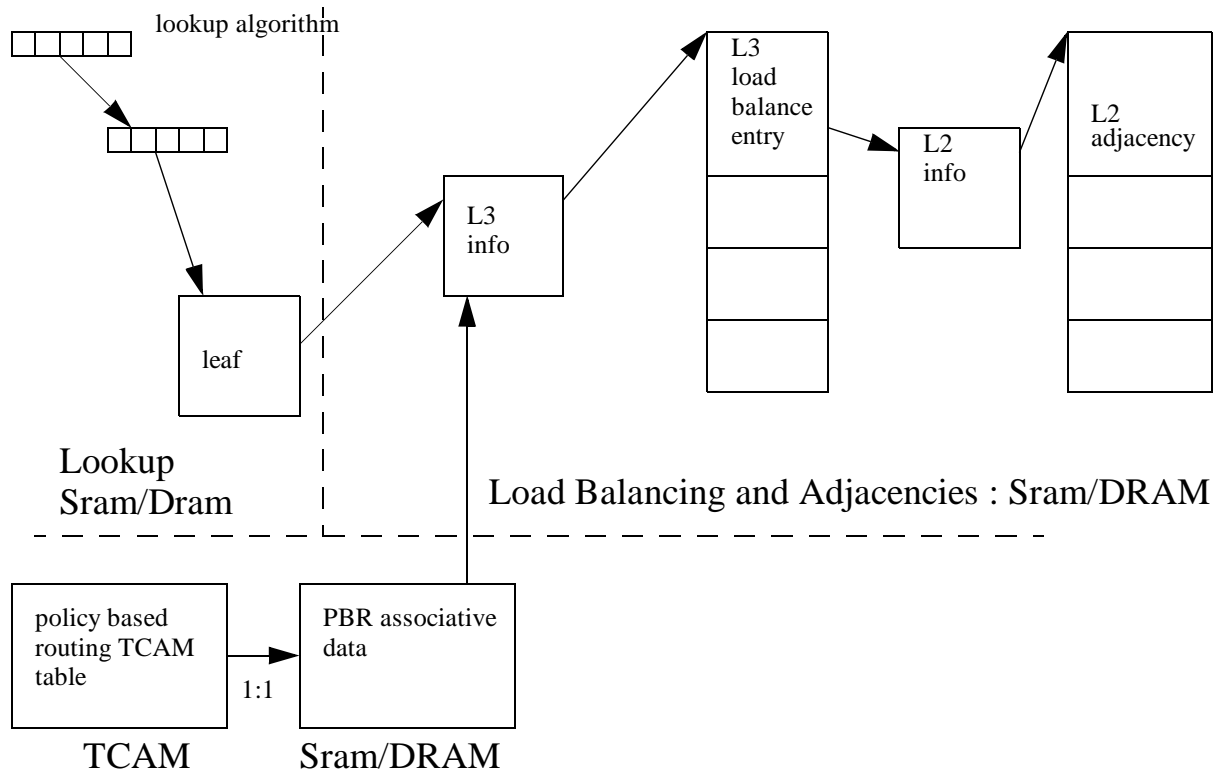 lookup algorithm
L3
load
balance
entry
L2
adjacency
L2
info
L3
info
leaf
Lookup
Sram/Dram
Load Balancing and Adjacencies : Sram/DRAM
policy based
routing TCAM
table
1:1
PBR associative
data
TCAM
Sram/DRAM